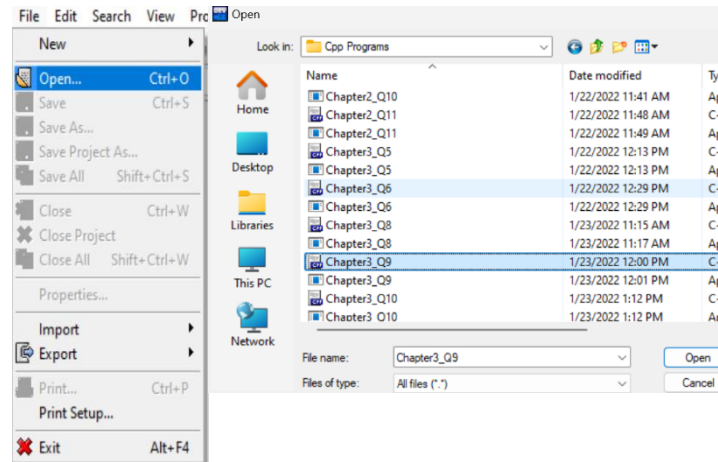 File Edit Search View Pro
New
Open... Ctrl+O
Save Ctrl+S
Save As...
Save Project As...
Save All Shift+Ctrl+S
Close Ctrl+W
Close Project
Close All Shift+Ctrl+W
Properties...
Import
Export
Print... Ctrl+P
Print Setup...
Exit Alt+F4
Open
Look in: Cpp Programs
Home
Desktop
Libraries
This PC
Network
Name Date modified Ty
Chapter2_Q10 1/22/2022 11:41 AM Ap
Chapter2_Q11 1/22/2022 11:48 AM C+
Chapter2_Q11 1/22/2022 11:49 AM Ap
Chapter3_Q5 1/22/2022 12:13 PM C+
Chapter3_Q5 1/22/2022 12:13 PM Ap
Chapter3_Q6 1/22/2022 12:29 PM C+
Chapter3_Q6 1/22/2022 12:29 PM Ap
Chapter3_Q8 1/23/2022 11:15 AM C+
Chapter3_Q8 1/23/2022 11:17 AM Ap
Chapter3_Q9 1/23/2022 12:00 PM C+
Chapter3_Q9 1/23/2022 12:01 PM Ap
Chapter3_Q10 1/23/2022 1:12 PM C+
Chapter3_Q10 1/23/2022 1:12 PM Ap
File name: Chapter3_Q9 Open
Files of type: All files (*.*) Cancel